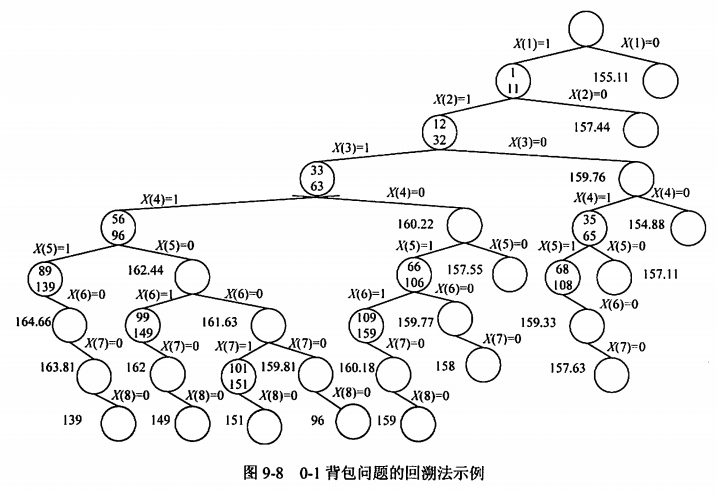 X(1)=1
X(1)=0
1
11
155.11
X(2)=1
X(2)=0
12
32
157.44
X(3)=1
X(3)=0
33
63
159.76
X(4)=1
X(4)=0
X(4)=1
X(4)=0
56
96
160.22
35
65
154.88
X(5)=1
X(5)=0
X(5)=1
X(5)=0
X(5)=1
X(5)=0
89
139
162.44
66
106
157.55
68
108
157.11
X(6)=0
X(6)=1
X(6)=0
X(6)=1
X(6)=0
X(6)=0
164.66
99
149
161.63
109
159
159.77
159.33
X(7)=0
X(7)=0
X(7)=1
X(7)=0
X(7)=0
X(7)=0
X(7)=0
163.81
162
101
151
159.81
160.18
158
157.63
X(8)=0
X(8)=0
X(8)=0
X(8)=0
X(8)=0
139
149
151
96
159
图 9-8 0-1 背包问题的回溯法示例